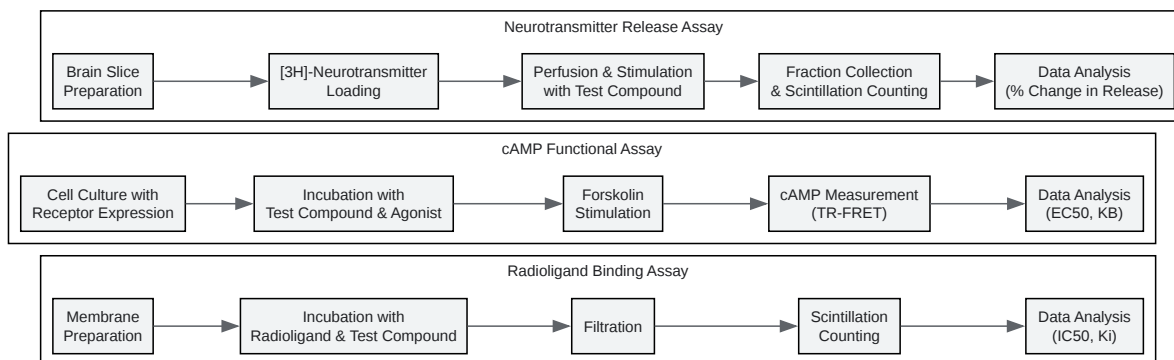 Neurotransmitter Release Assay
Brain Slice
Preparation
[3H]-Neurotransmitter
Loading
Perfusion & Stimulation
with Test Compound
Fraction Collection
& Scintillation Counting
Data Analysis
(% Change in Release)
cAMP Functional Assay
Cell Culture with
Receptor Expression
Incubation with
Test Compound & Agonist
Forskolin
Stimulation
cAMP Measurement
(TR-FRET)
Data Analysis
(EC50, KB)
Radioligand Binding Assay
Membrane
Preparation
Incubation with
Radioligand & Test Compound
Filtration
Scintillation
Counting
Data Analysis
(IC50, Ki)